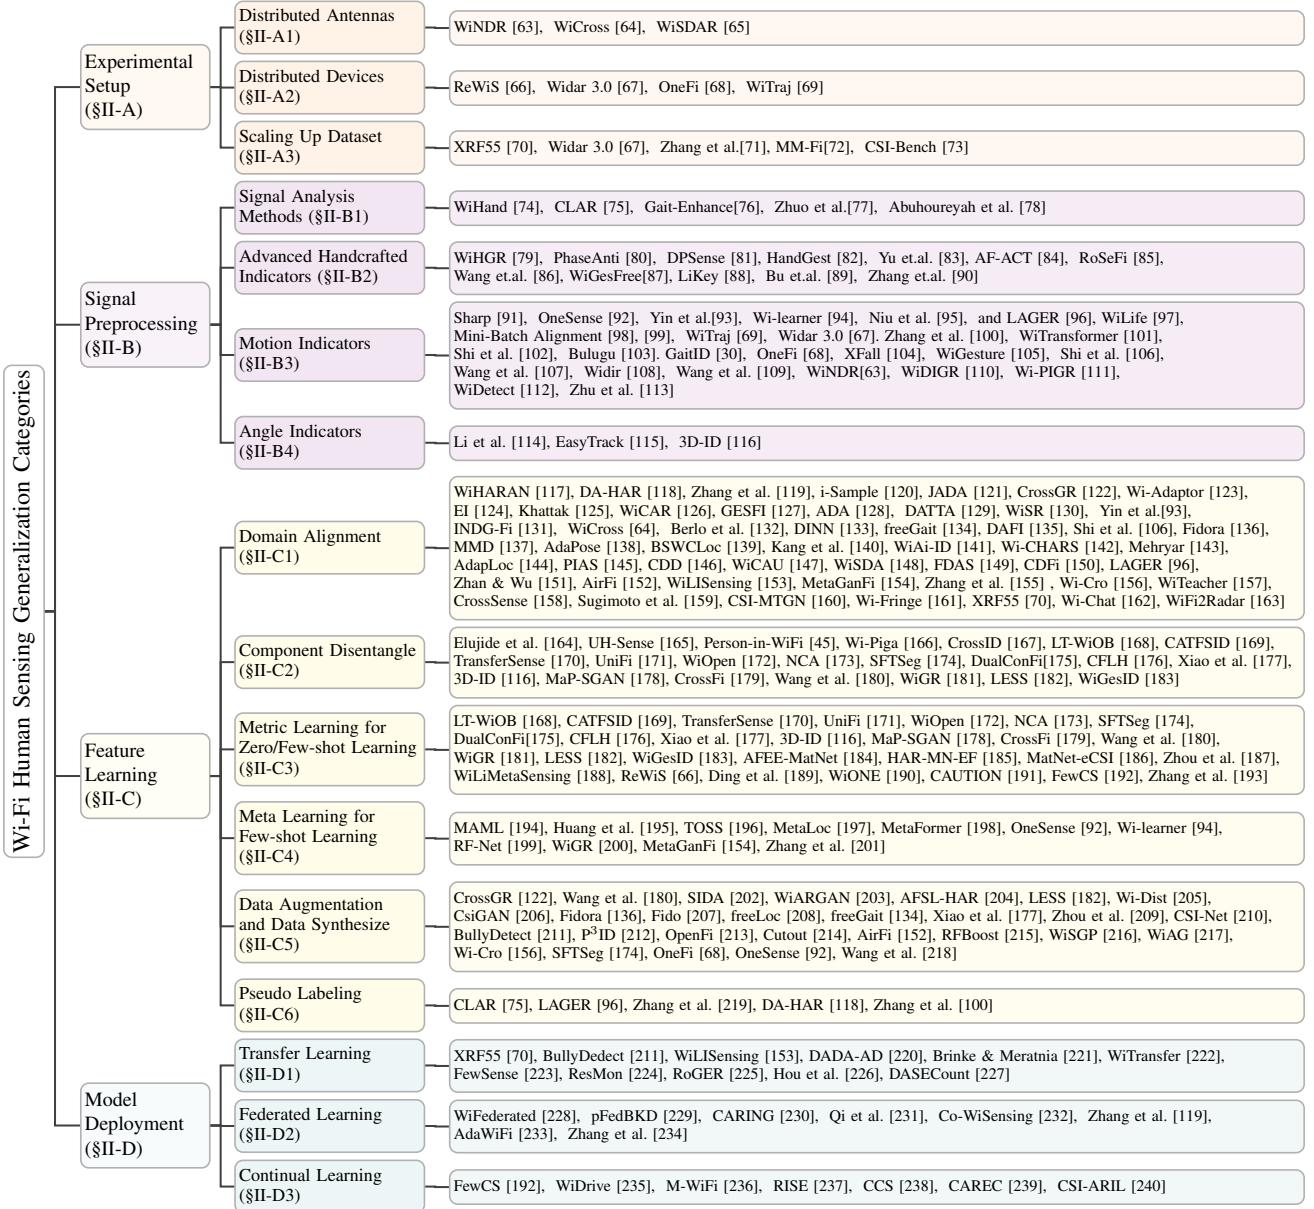 Wi-Fi Human Sensing Generalization Categories
Experimental
Setup
(§II-A)
Distributed Antennas
(§II-A1)
WiNDR [63], WiCross [64], WiSDAR [65]
Distributed Devices
(§II-A2)
ReWiS [66], Widar 3.0 [67], OneFi [68], WiTraj [69]
Scaling Up Dataset
(§II-A3)
XRF55 [70], Widar 3.0 [67], Zhang et al.[71], MM-Fi[72], CSI-Bench [73]
Signal
Preprocessing
(§II-B)
Signal Analysis
Methods (§II-B1)
WiHand [74], CLAR [75], Gait-Enhance[76], Zhuo et al.[77], Abuhoureyah et al. [78]
Advanced Handcrafted
Indicators (§II-B2)
WiHGR [79], PhaseAnti [80], DPSense [81], HandGest [82], Yu et.al. [83], AF-ACT [84], RoSeFi [85],
Wang et.al. [86], WiGesFree[87], LiKey [88], Bu et.al. [89], Zhang et.al. [90]
Motion Indicators
(§II-B3)
Sharp [91], OneSense [92], Yin et al.[93], Wi-learner [94], Niu et al. [95], and LAGER [96], WiLife [97],
Mini-Batch Alignment [98], [99], WiTraj [69], Widar 3.0 [67]. Zhang et al. [100], WiTransformer [101],
Shi et al. [102], Bulugu [103]. GaitID [30], OneFi [68], XFall [104], WiGesture [105], Shi et al. [106],
Wang et al. [107], Widir [108], Wang et al. [109], WiNDR[63], WiDIGR [110], Wi-PIGR [111],
WiDetect [112], Zhu et al. [113]
Angle Indicators
(§II-B4)
Li et al. [114], EasyTrack [115], 3D-ID [116]
Feature
Learning
(§II-C)
Domain Alignment
(§II-C1)
WiHARAN [117], DA-HAR [118], Zhang et al. [119], i-Sample [120], JADA [121], CrossGR [122], Wi-Adaptor [123],
EI [124], Khattak [125], WiCAR [126], GESFI [127], ADA [128], DATTA [129], WiSR [130], Yin et al.[93],
INDG-Fi [131], WiCross [64], Berlo et al. [132], DINN [133], freeGait [134], DAFI [135], Shi et al. [106], Fidora [136],
MMD [137], AdaPose [138], BSWCLoc [139], Kang et al. [140], WiAi-ID [141], Wi-CHARS [142], Mehryar [143],
AdapLoc [144], PIAS [145], CDD [146], WiCAU [147], WiSDA [148], FDAS [149], CDFi [150], LAGER [96],
Zhan & Wu [151], AirFi [152], WiLISensing [153], MetaGanFi [154], Zhang et al. [155] , Wi-Cro [156], WiTeacher [157],
CrossSense [158], Sugimoto et al. [159], CSI-MTGN [160], Wi-Fringe [161], XRF55 [70], Wi-Chat [162], WiFi2Radar [163]
Component Disentangle
(§II-C2)
Elujide et al. [164], UH-Sense [165], Person-in-WiFi [45], Wi-Piga [166], CrossID [167], LT-WiOB [168], CATFSID [169],
TransferSense [170], UniFi [171], WiOpen [172], NCA [173], SFTSeg [174], DualConFi[175], CFLH [176], Xiao et al. [177],
3D-ID [116], MaP-SGAN [178], CrossFi [179], Wang et al. [180], WiGR [181], LESS [182], WiGesID [183]
Metric Learning for
Zero/Few-shot Learning
(§II-C3)
LT-WiOB [168], CATFSID [169], TransferSense [170], UniFi [171], WiOpen [172], NCA [173], SFTSeg [174],
DualConFi[175], CFLH [176], Xiao et al. [177], 3D-ID [116], MaP-SGAN [178], CrossFi [179], Wang et al. [180],
WiGR [181], LESS [182], WiGesID [183], AFEE-MatNet [184], HAR-MN-EF [185], MatNet-eCSI [186], Zhou et al. [187],
WiLiMetaSensing [188], ReWiS [66], Ding et al. [189], WiONE [190], CAUTION [191], FewCS [192], Zhang et al. [193]
Meta Learning for
Few-shot Learning
(§II-C4)
MAML [194], Huang et al. [195], TOSS [196], MetaLoc [197], MetaFormer [198], OneSense [92], Wi-learner [94],
RF-Net [199], WiGR [200], MetaGanFi [154], Zhang et al. [201]
Data Augmentation
and Data Synthesize
(§II-C5)
CrossGR [122], Wang et al. [180], SIDA [202], WiARGAN [203], AFSL-HAR [204], LESS [182], Wi-Dist [205],
CsiGAN [206], Fidora [136], Fido [207], freeLoc [208], freeGait [134], Xiao et al. [177], Zhou et al. [209], CSI-Net [210],
BullyDetect [211], P³ID [212], OpenFi [213], Cutout [214], AirFi [152], RFBoost [215], WiSGP [216], WiAG [217],
Wi-Cro [156], SFTSeg [174], OneFi [68], OneSense [92], Wang et al. [218]
Pseudo Labeling
(§II-C6)
CLAR [75], LAGER [96], Zhang et al. [219], DA-HAR [118], Zhang et al. [100]
Model
Deployment
(§II-D)
Transfer Learning
(§II-D1)
XRF55 [70], BullyDedect [211], WiLISensing [153], DADA-AD [220], Brinke & Meratnia [221], WiTransfer [222],
FewSense [223], ResMon [224], RoGER [225], Hou et al. [226], DASECount [227]
Federated Learning
(§II-D2)
WiFederated [228], pFedBKD [229], CARING [230], Qi et al. [231], Co-WiSensing [232], Zhang et al. [119],
AdaWiFi [233], Zhang et al. [234]
Continual Learning
(§II-D3)
FewCS [192], WiDrive [235], M-WiFi [236], RISE [237], CCS [238], CAREC [239], CSI-ARIL [240]